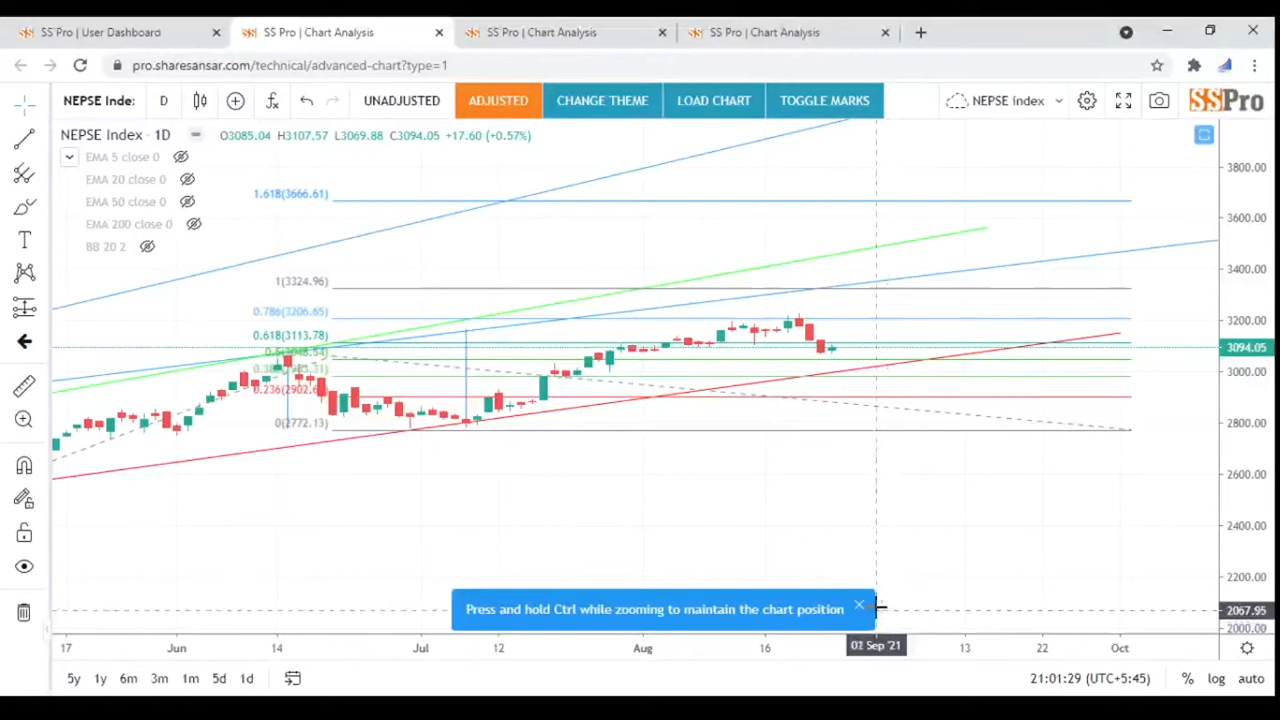 SS Pro | User Dashboard
SS Pro | Chart Analysis
SS Pro | Chart Analysis
SS Pro | Chart Analysis
pro.sharesansar.com/technical/advanced-chart?type=1
NEPSE Inde: D UNADJUSTED ADJUSTED CHANGE THEME LOAD CHART TOGGLE MARKS NEPSE Index SSPro
NEPSE Index · 1D O3085.04 H3107.57 L3069.88 C3094.05 +17.60 (+0.57%)
EMA 5 close 0
EMA 20 close 0
EMA 50 close 0
EMA 200 close 0
BB 20 2
1.618(3666.61)
1(3324.96)
0.786(3206.65)
0.618(3113.78)
0(2772.13)
3800.00
3600.00
3400.00
3200.00
3094.05
3000.00
2800.00
2600.00
2400.00
2200.00
2067.95
2000.00
Press and hold Ctrl while zooming to maintain the chart position
17 Jun 14 Jul 12 Aug 16 02 Sep '21 13 22 Oct
5y 1y 6m 3m 1m 5d 1d 21:01:29 (UTC+5:45) % log auto